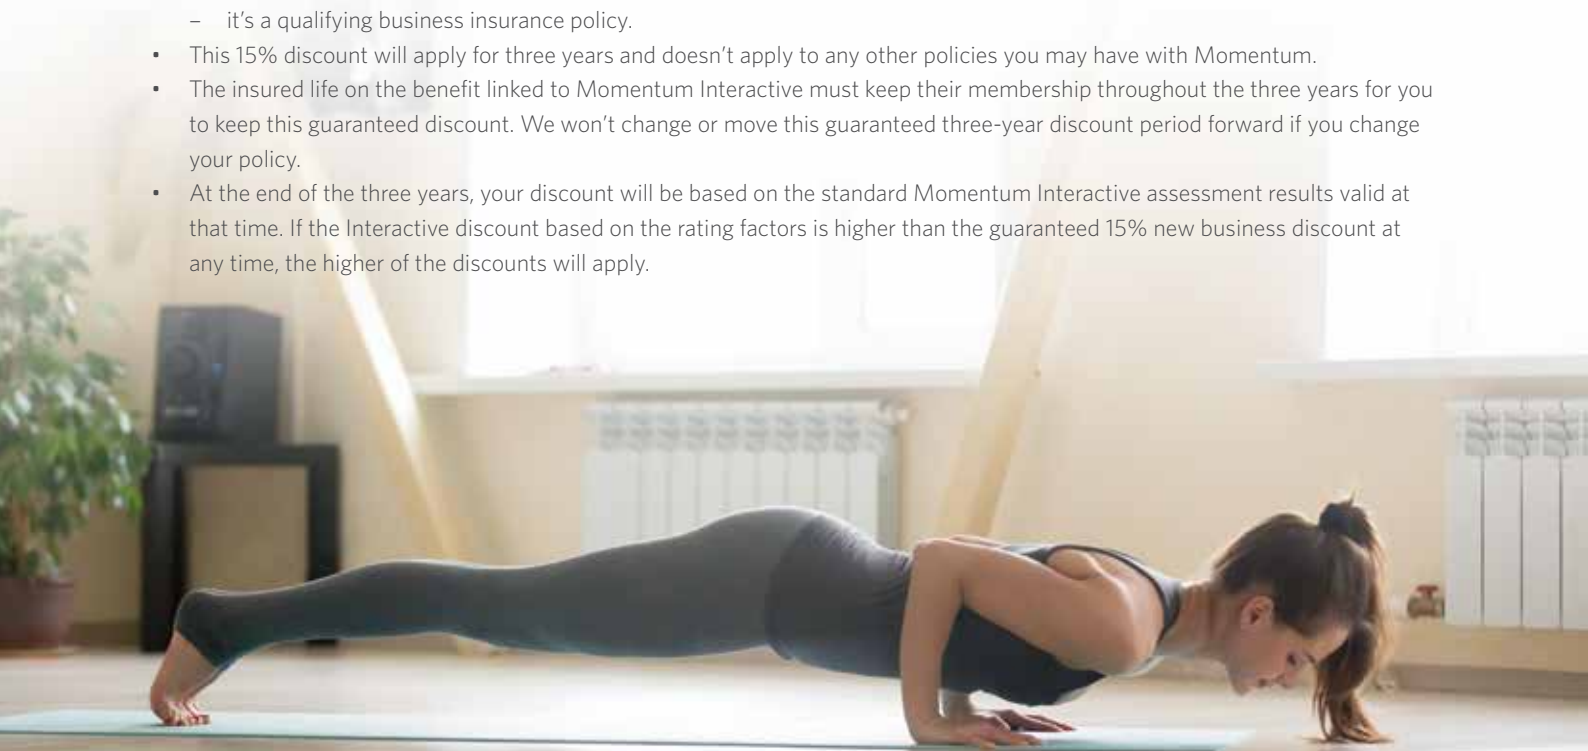 – it’s a qualifying business insurance policy.
• This 15% discount will apply for three years and doesn’t apply to any other policies you may have with Momentum.
• The insured life on the benefit linked to Momentum Interactive must keep their membership throughout the three years for you
to keep this guaranteed discount. We won’t change or move this guaranteed three-year discount period forward if you change
your policy.
• At the end of the three years, your discount will be based on the standard Momentum Interactive assessment results valid at
that time. If the Interactive discount based on the rating factors is higher than the guaranteed 15% new business discount at
any time, the higher of the discounts will apply.